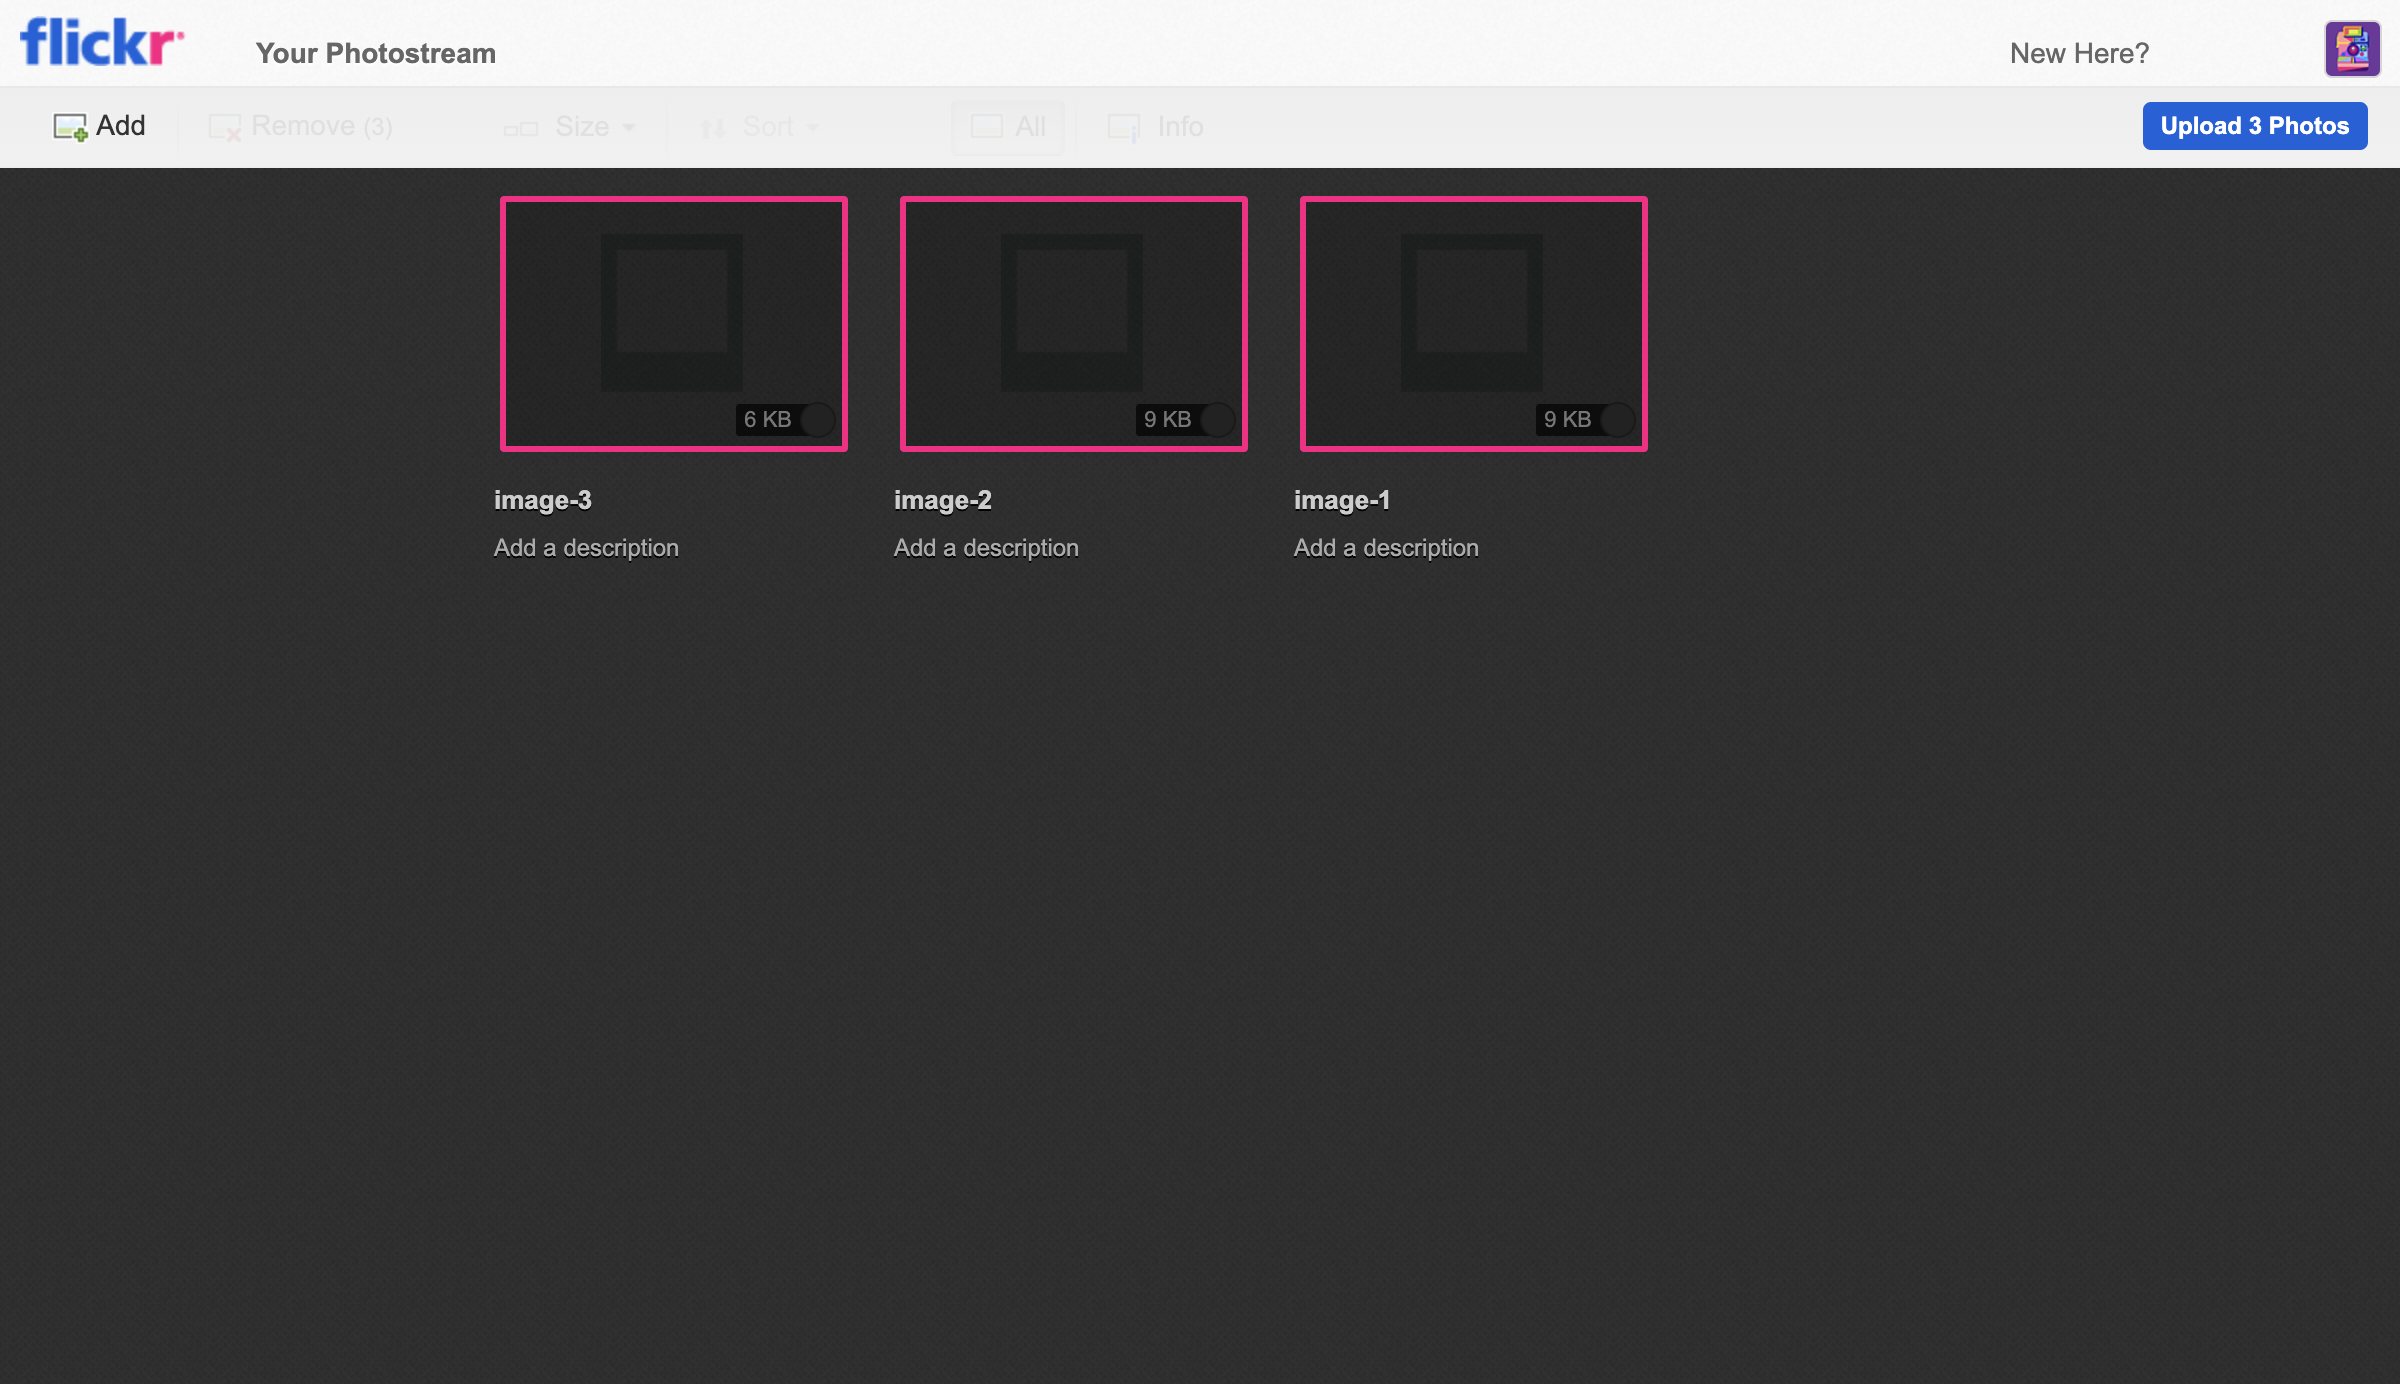 flickr
Your Photostream
New Here?
Add
Remove (3)
Size
Sort
All
Info
Upload 3 Photos
6 KB
9 KB
9 KB
image-3
image-2
image-1
Add a description
Add a description
Add a description